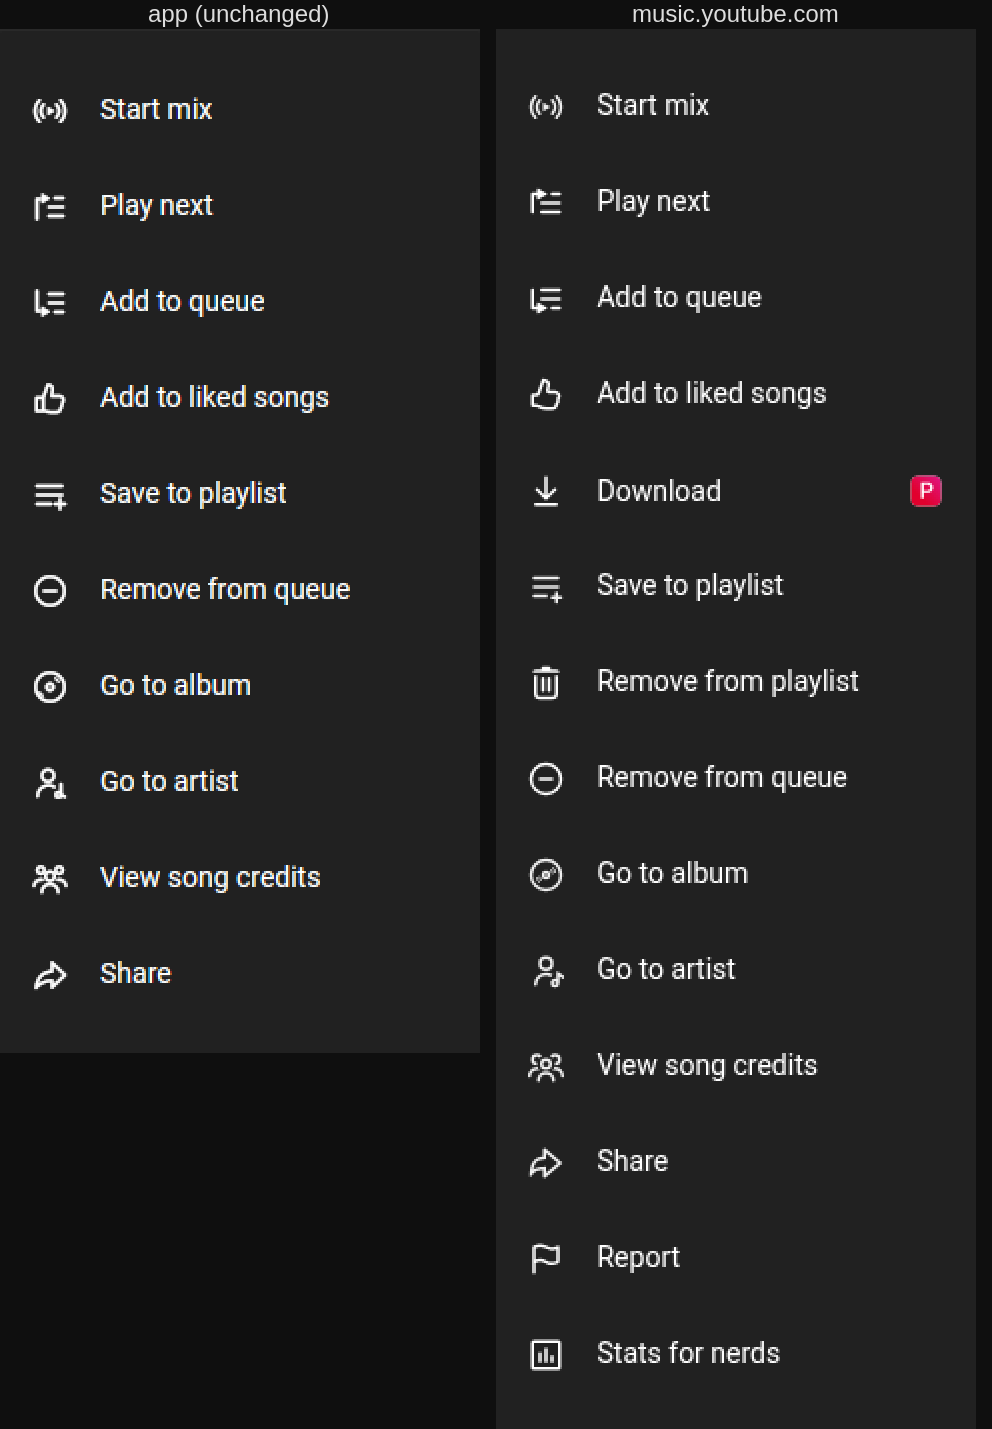 app (unchanged)
Start mix
Play next
Add to queue
Add to liked songs
Save to playlist
Remove from queue
Go to album
Go to artist
View song credits
Share
music.youtube.com
Start mix
Play next
Add to queue
Add to liked songs
Download P
Save to playlist
Remove from playlist
Remove from queue
Go to album
Go to artist
View song credits
Share
Report
Stats for nerds